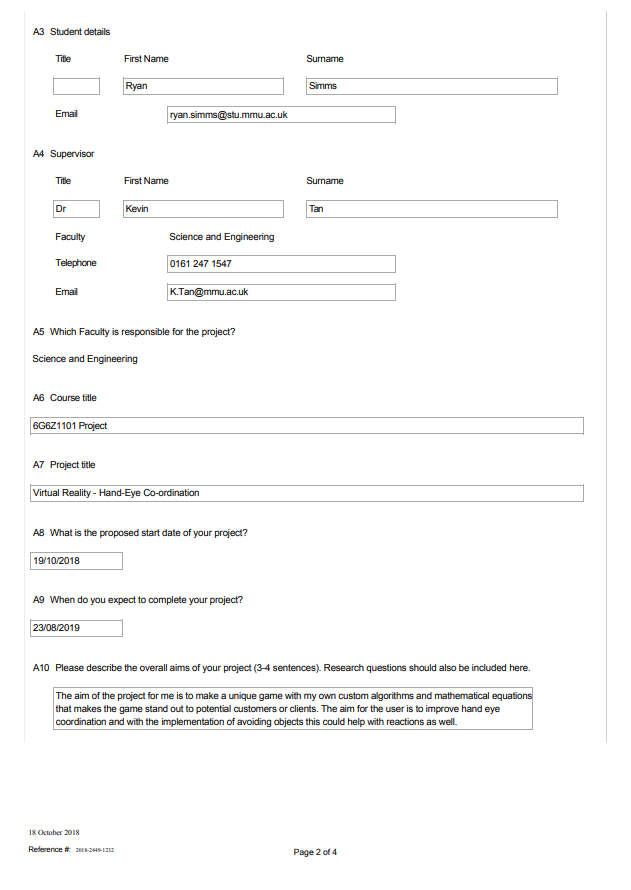 A3 Student details
Title First Name Surname
Ryan Simms
Email ryan.simms@stu.mmu.ac.uk
A4 Supervisor
Title First Name Surname
Dr Kevin Tan
Faculty Science and Engineering
Telephone 0161 247 1547
Email K.Tan@mmu.ac.uk
A5 Which Faculty is responsible for the project?
Science and Engineering
A6 Course title
6G6Z1101 Project
A7 Project title
Virtual Reality - Hand-Eye Co-ordination
A8 What is the proposed start date of your project?
19/10/2018
A9 When do you expect to complete your project?
23/08/2019
A10 Please describe the overall aims of your project (3-4 sentences). Research questions should also be included here.
The aim of the project for me is to make a unique game with my own custom algorithms and mathematical equations
that makes the game stand out to potential customers or clients. The aim for the user is to improve hand eye
coordination and with the implementation of avoiding objects this could help with reactions as well.
18 October 2018
Reference #: 2018-2449-1232
Page 2 of 4